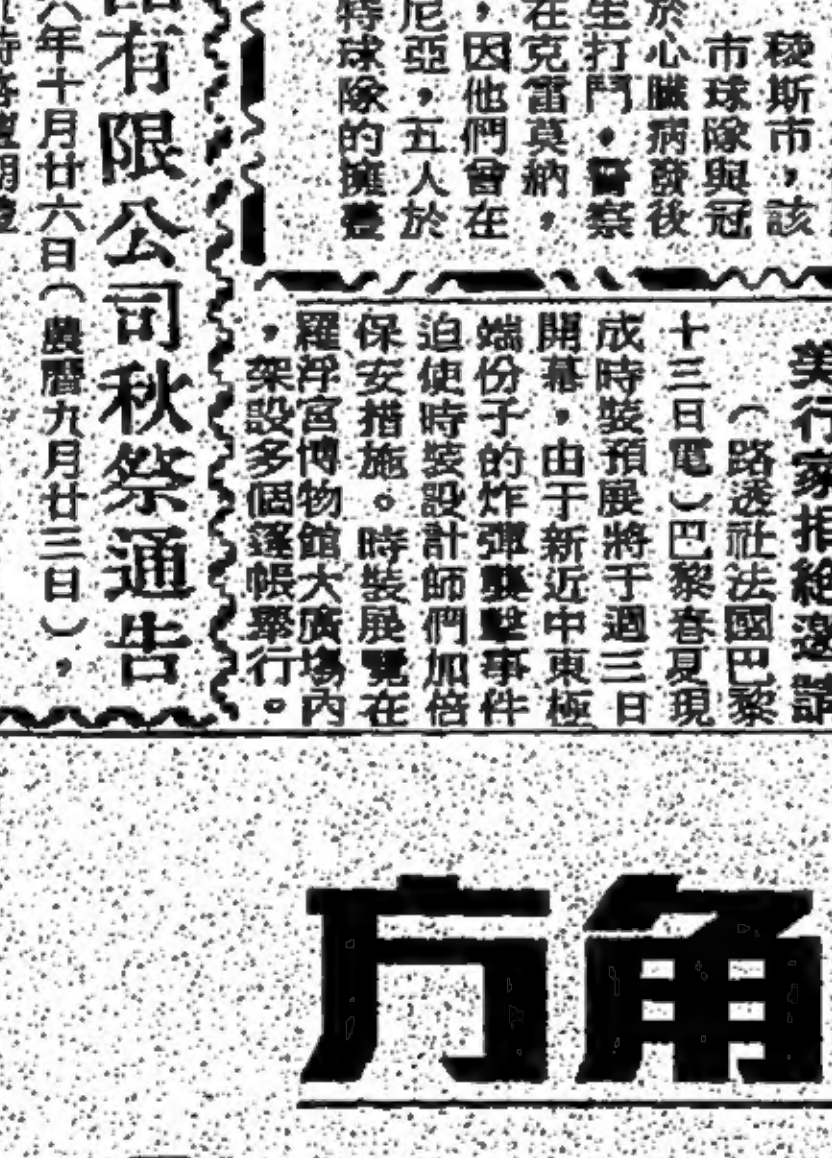 斯市，該
市球隊與冠
於心臟病發後
生打鬥。警察
在克雷莫納，
，因他們曾在
尼亞，五人於
特球隊的擁躉
美行家拒絕邀請
（路透社法國巴黎
十三日電）巴黎春夏現
成時裝預展將于週三日
開幕，由于新近中東極
端份子的炸彈襲擊事件
迫使時裝設計師們加倍
保安措施。時裝展覽在
羅浮宮博物館大廣場內
，架設多個篷帳舉行。
有限公司秋祭通告
六年十月廿六日（農曆九月廿三日），
方角